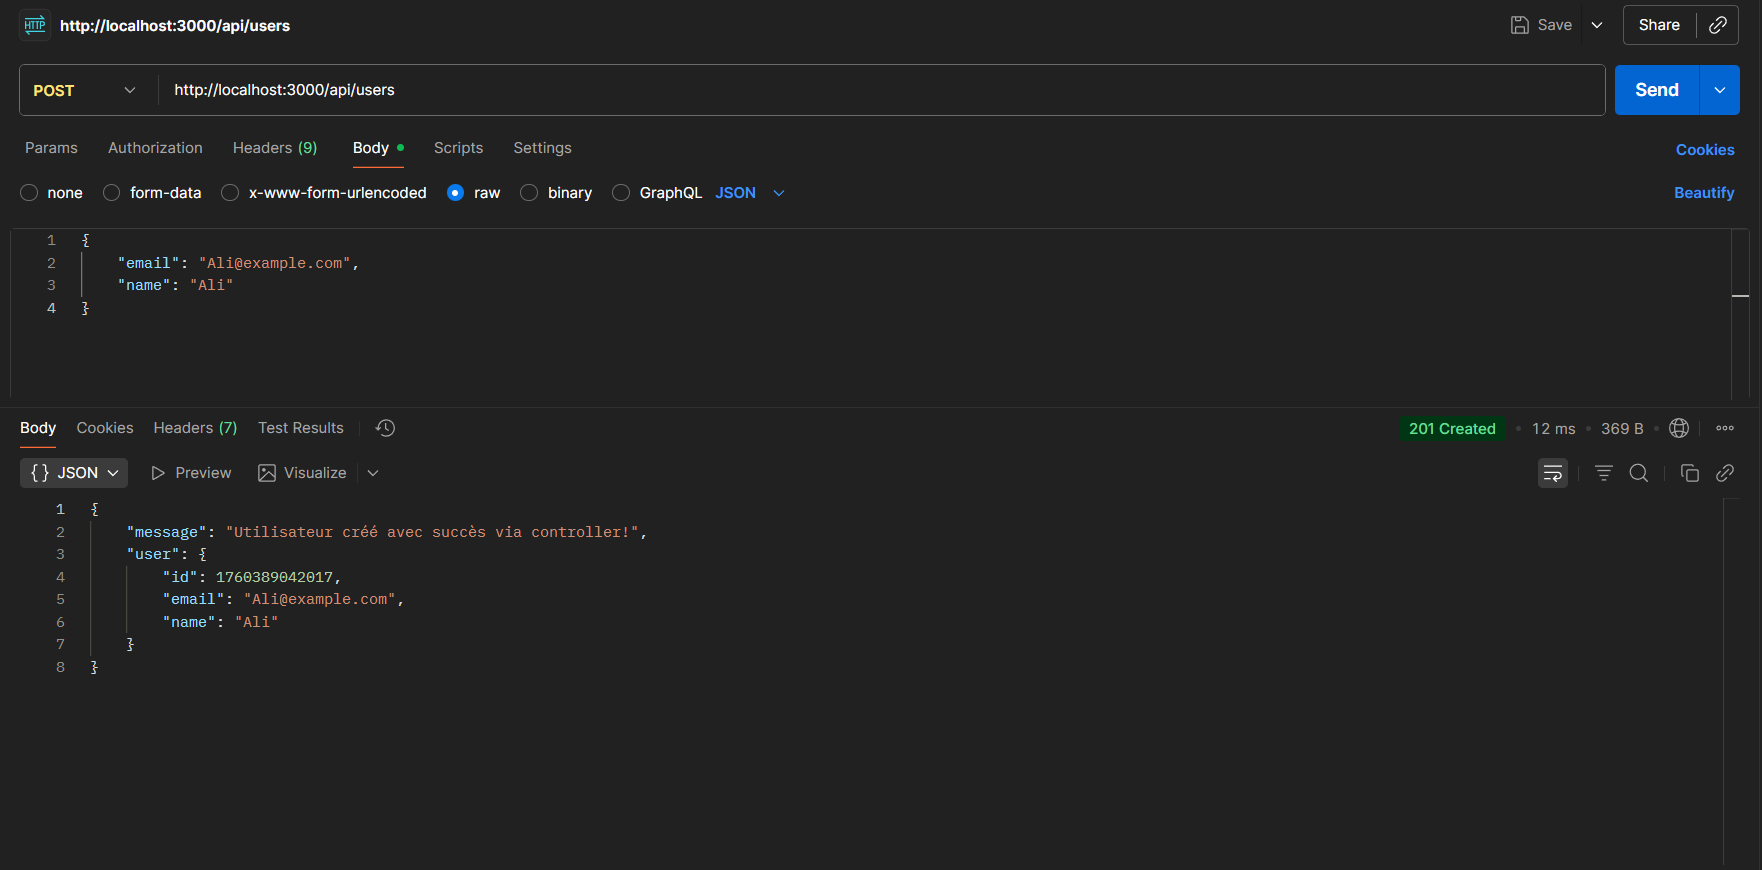 HTTP http://localhost:3000/api/users Save Share
POST http://localhost:3000/api/users Send
Params Authorization Headers (9) Body Scripts Settings Cookies
none form-data x-www-form-urlencoded raw binary GraphQL JSON Beautify
1 {
2 "email": "Ali@example.com",
3 "name": "Ali"
4 }
Body Cookies Headers (7) Test Results 201 Created 12 ms 369 B
{} JSON Preview Visualize
1 {
2 "message": "Utilisateur créé avec succès via controller!",
3 "user": {
4 "id": 1760389042017,
5 "email": "Ali@example.com",
6 "name": "Ali"
7 }
8 }